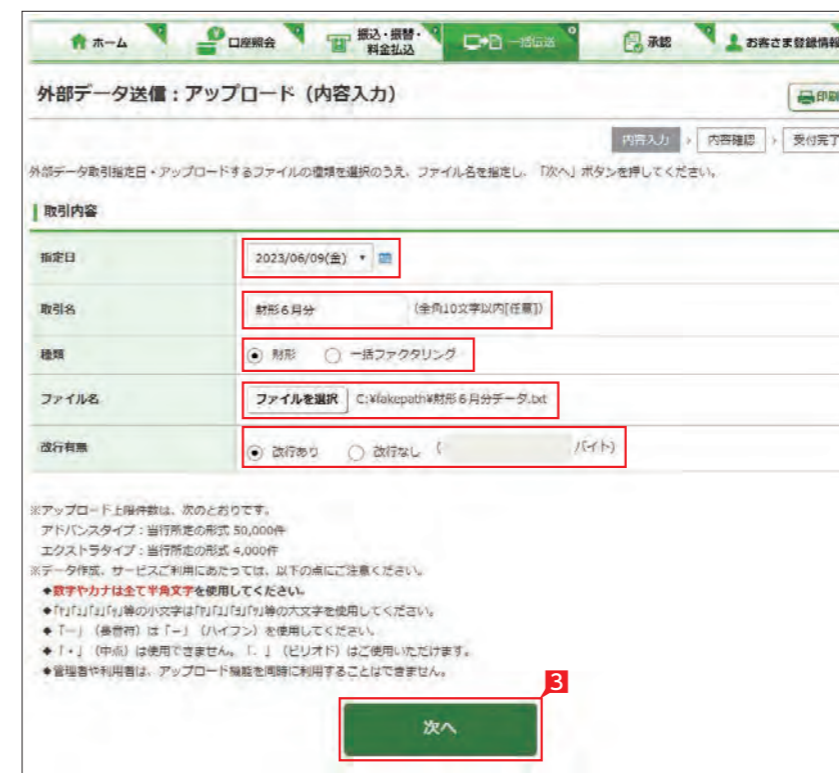 ホーム
口座照会
振込・振替・
料金払込
一括伝送
承認
お客さま登録情報
外部データ送信：アップロード（内容入力）
印刷
内容入力
内容確認
受付完了
外部データ取引指定日・アップロードするファイルの種類を選択のうえ、ファイル名を指定し、「次へ」ボタンを押してください。
取引内容
指定日 2023/06/09(金)
取引名 財形６月分 (全角10文字以内[任意])
種類 財形 一括ファクタリング
ファイル名 ファイルを選択 C:¥fakepath¥財形６月分データ.txt
改行有無 改行あり 改行なし ( バイト)
※アップロード上限件数は、次のとおりです。
アドバンスタイプ：当行所定の形式 50,000件
エクストラタイプ：当行所定の形式 4,000件
※データ作成、サービスご利用にあたっては、以下の点にご注意ください。
◆数字やカナは全て半角文字を使用してください。
等の小文字は 等の大文字を使用してください。
◆「ー」（長音符）は「-」（ハイフン）を使用してください。
◆「・」（中点）は使用できません。「．」（ピリオド）はご使用いただけます。
◆管理者や利用者は、アップロード機能を同時に利用することはできません。
3
次へ